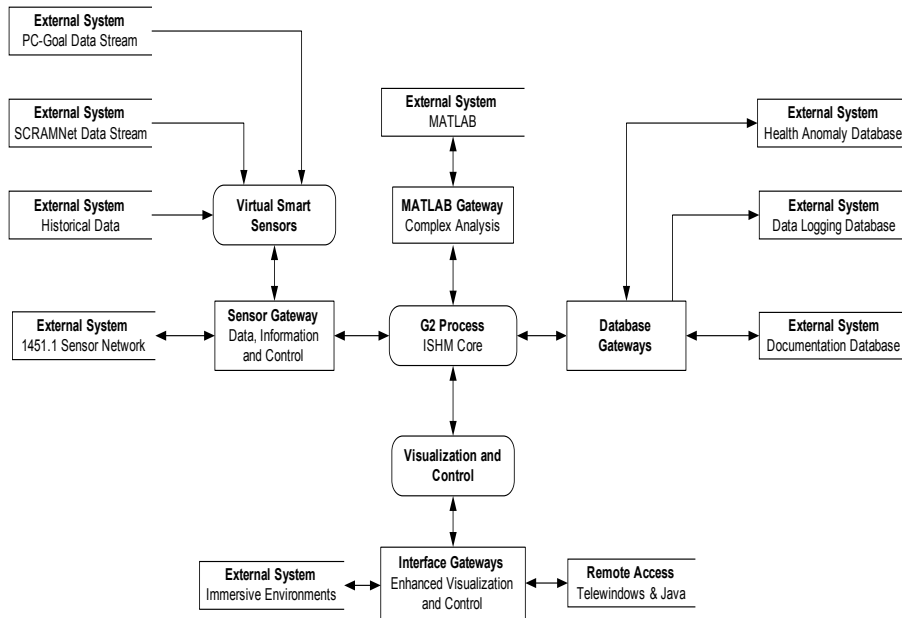 External System
PC-Goal Data Stream
External System
MATLAB
External System
SCRAMNet Data Stream
External System
Health Anomaly Database
Virtual Smart
Sensors
MATLAB Gateway
Complex Analysis
External System
Historical Data
External System
Data Logging Database
External System
1451.1 Sensor Network
Sensor Gateway
Data, Information
and Control
G2 Process
ISHM Core
Database
Gateways
External System
Documentation Database
Visualization and
Control
External System
Immersive Environments
Interface Gateways
Enhanced Visualization
and Control
Remote Access
Telewindows & Java